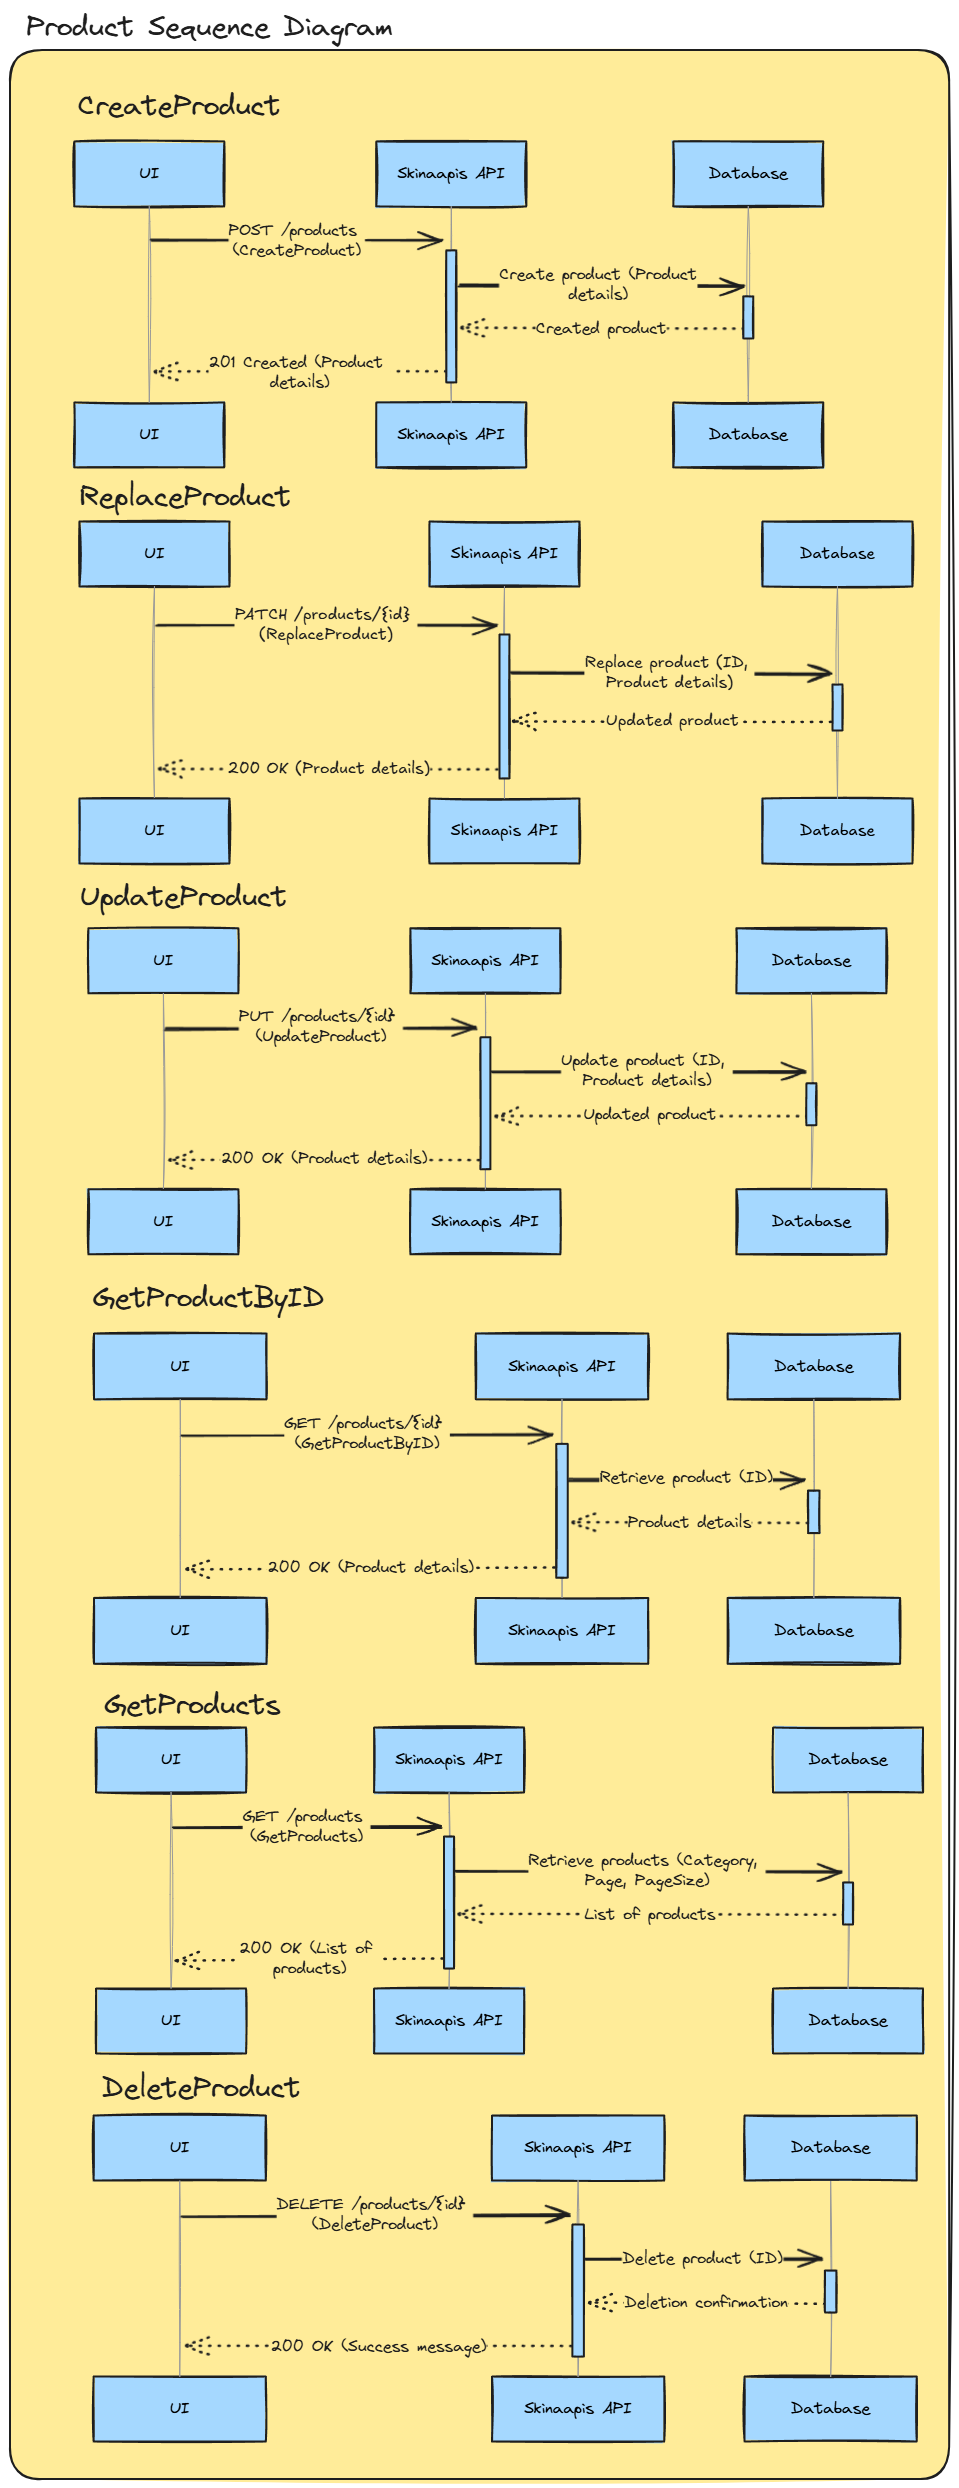 Product Sequence Diagram
CreateProduct
UI
Skinaapis API
Database
POST /products
(CreateProduct)
Create product (Product
details)
Created product
201 Created (Product
details)
UI
Skinaapis API
Database
ReplaceProduct
UI
Skinaapis API
Database
PATCH /products/{id}
(ReplaceProduct)
Replace product (ID,
Product details)
Updated product
200 OK (Product details)
UI
Skinaapis API
Database
UpdateProduct
UI
Skinaapis API
Database
PUT /products/{id}
(UpdateProduct)
Update product (ID,
Product details)
Updated product
200 OK (Product details)
UI
Skinaapis API
Database
GetProductByID
UI
Skinaapis API
Database
GET /products/{id}
(GetProductByID)
Retrieve product (ID)
Product details
200 OK (Product details)
UI
Skinaapis API
Database
GetProducts
UI
Skinaapis API
Database
GET /products
(GetProducts)
Retrieve products (Category,
Page, PageSize)
List of products
200 OK (List of
products)
UI
Skinaapis API
Database
DeleteProduct
UI
Skinaapis API
Database
DELETE /products/{id}
(DeleteProduct)
Delete product (ID)
Deletion confirmation
200 OK (Success message)
UI
Skinaapis API
Database